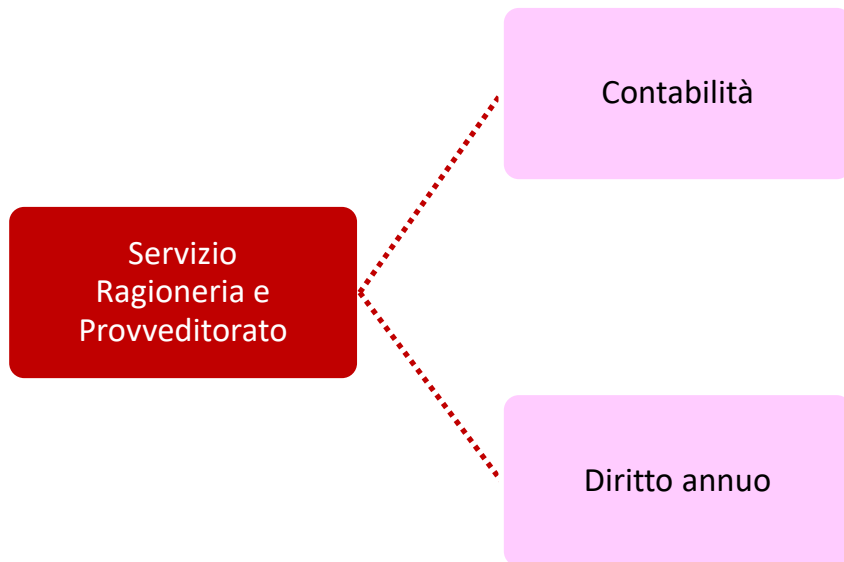 Contabilità
Servizio
Ragioneria e
Provveditorato
Diritto annuo